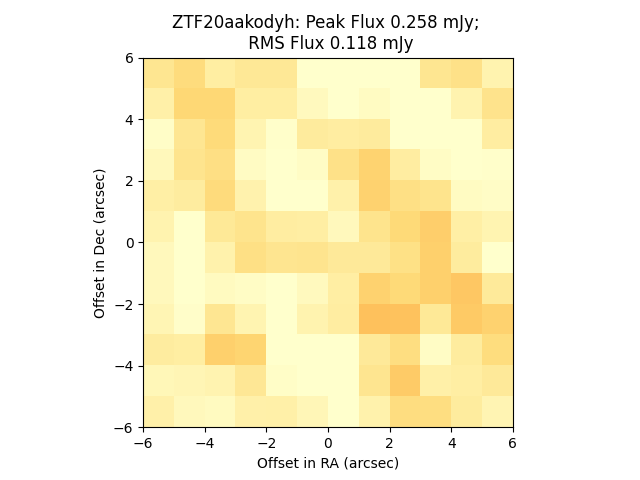 ZTF20aakodyh: Peak Flux 0.258 mJy;
RMS Flux 0.118 mJy
6
4
2
0
−2
−4
−6
Offset in Dec (arcsec)
−6 −4 −2 0 2 4 6
Offset in RA (arcsec)